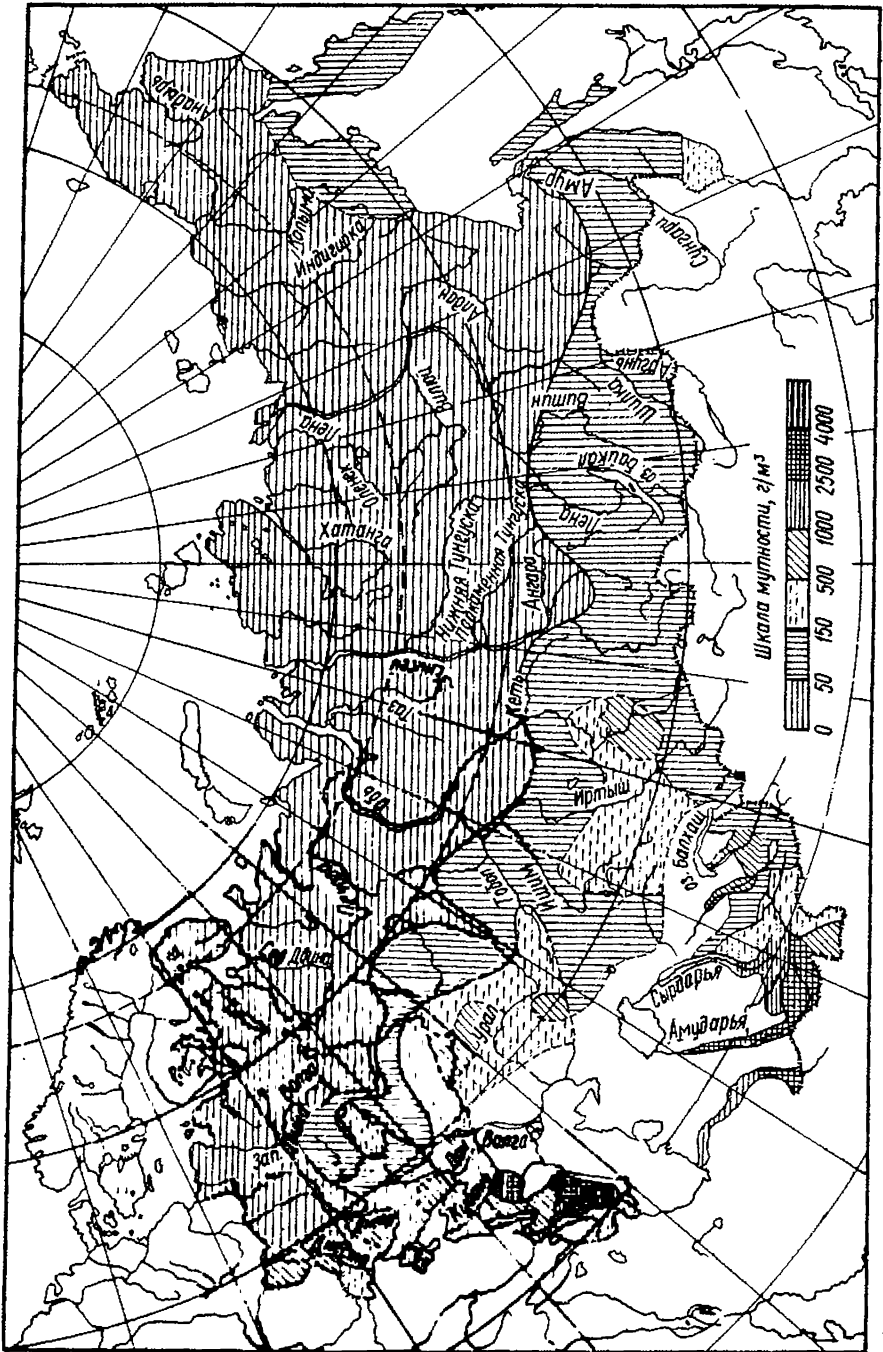 Анадырь
Колыма
Индигирка
Амур
Сунгари
Алдан
Лена
Вилюй
Оленек
Хатанга
Витим
Шилка
Аргунь
оз. Байкал
Лена
Нижняя Тунгуска
Подкаменная Тунгуска
Ангара
Енисей
Таз
Кеть
Обь
Иртыш
Ишим
Тобол
оз. Балхаш
Печора
Двина
Урал
Сырдарья
Амударья
Волга
Зап.
Волга
Дон
Шкала мутности, г/м³
0 50 150 500 1000 2500 4000